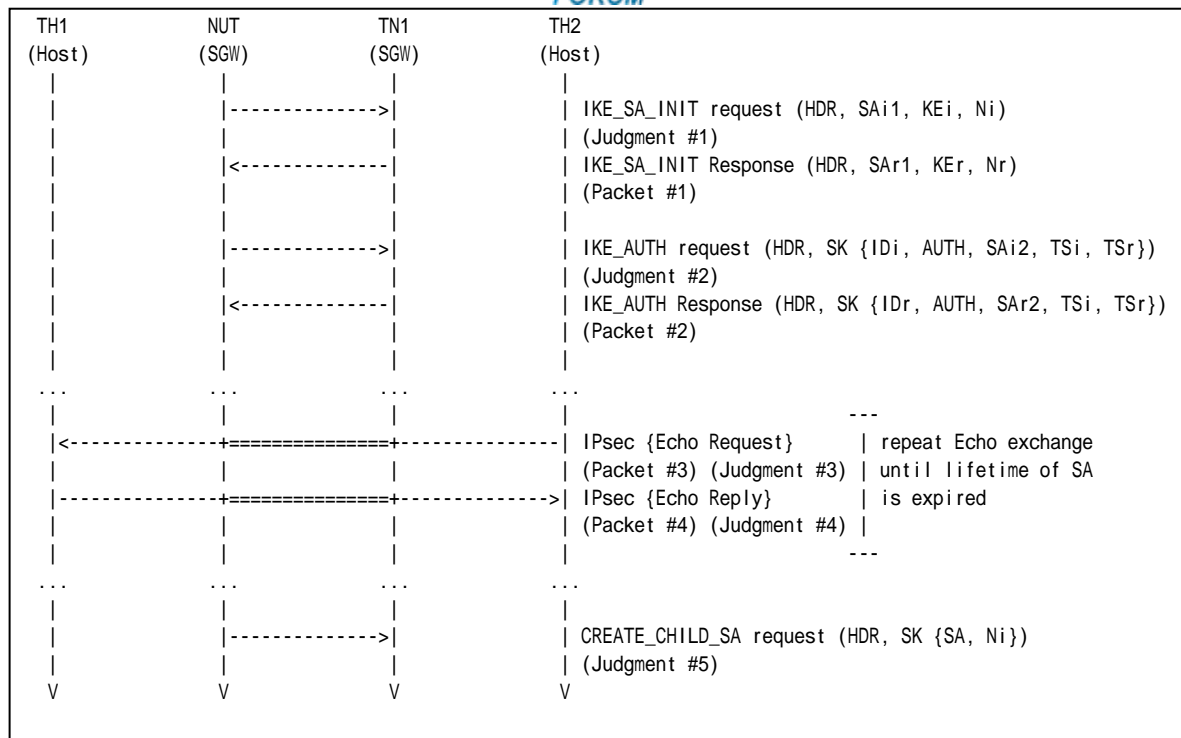 FORUM
TH1 NUT TN1 TH2
(Host) (SGW) (SGW) (Host)
| | | |
| |-------------->| | IKE_SA_INIT request (HDR, SAi1, KEi, Ni)
| | | | (Judgment #1)
| |<--------------| | IKE_SA_INIT Response (HDR, SAr1, KEr, Nr)
| | | | (Packet #1)
| | | |
| |-------------->| | IKE_AUTH request (HDR, SK {IDi, AUTH, SAi2, TSi, TSr})
| | | | (Judgment #2)
| |<--------------| | IKE_AUTH Response (HDR, SK {IDr, AUTH, SAr2, TSi, TSr})
| | | | (Packet #2)
| | | |
... ... ... ...
| | | | ---
|<--------------+===============+--------------| IPsec {Echo Request} | repeat Echo exchange
| | | | (Packet #3) (Judgment #3) | until lifetime of SA
|---------------+===============+-------------->| IPsec {Echo Reply} | is expired
| | | | (Packet #4) (Judgment #4) |
| | | | ---
... ... ... ...
| | | |
| |-------------->| | CREATE_CHILD_SA request (HDR, SK {SA, Ni})
| | | | (Judgment #5)
V V V V